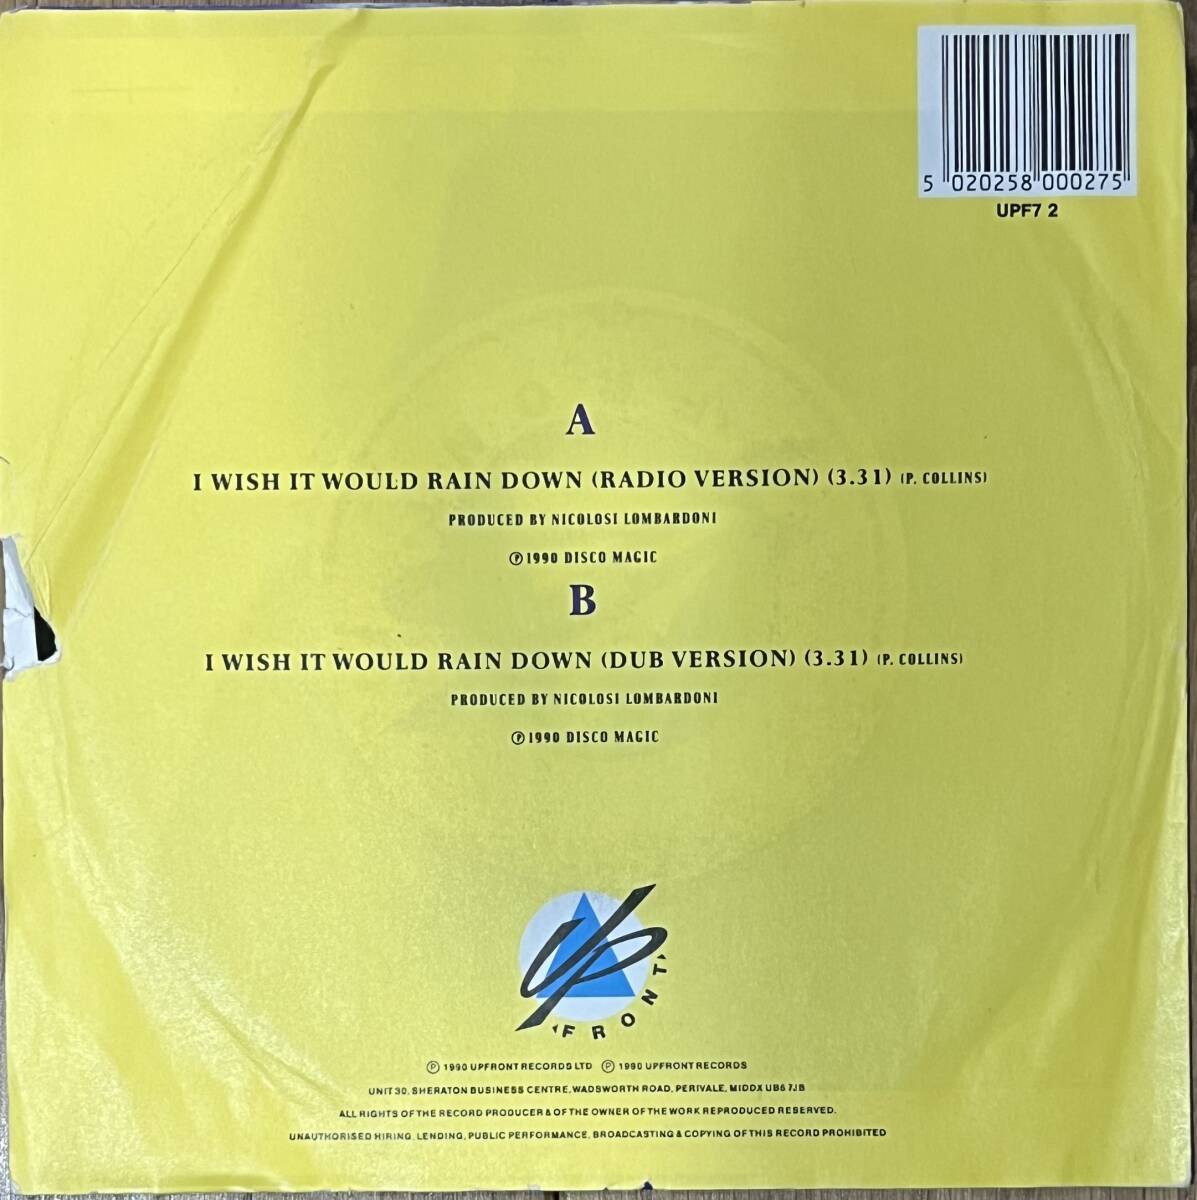 5 020258 000275
UPF7 2
A
I WISH IT WOULD RAIN DOWN (RADIO VERSION) (3.31) (P. COLLINS)
PRODUCED BY NICOLOSI LOMBARDONI
Ⓟ1990 DISCO MAGIC
B
I WISH IT WOULD RAIN DOWN (DUB VERSION) (3.31) (P. COLLINS)
PRODUCED BY NICOLOSI LOMBARDONI
Ⓟ1990 DISCO MAGIC
UP
'FRONT'
Ⓟ 1990 UPFRONT RECORDS LTD Ⓟ 1990 UPFRONT RECORDS
UNIT 30, SHERATON BUSINESS CENTRE, WADSWORTH ROAD, PERIVALE, MIDDX UB6 7JB
ALL RIGHTS OF THE RECORD PRODUCER & OF THE OWNER OF THE WORK REPRODUCED RESERVED.
UNAUTHORISED HIRING, LENDING, PUBLIC PERFORMANCE, BROADCASTING & COPYING OF THIS RECORD PROHIBITED